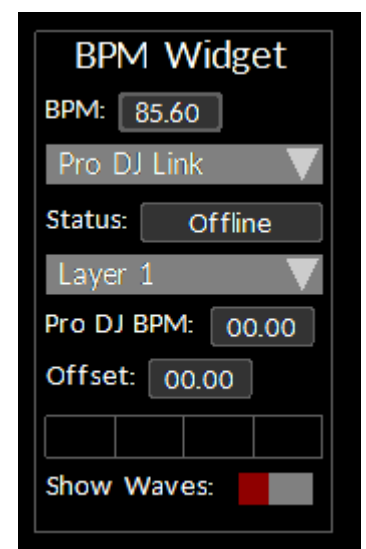 BPM Widget
BPM: 85.60
Pro DJ Link
Status: Offline
Layer 1
Pro DJ BPM: 00.00
Offset: 00.00
Show Waves: